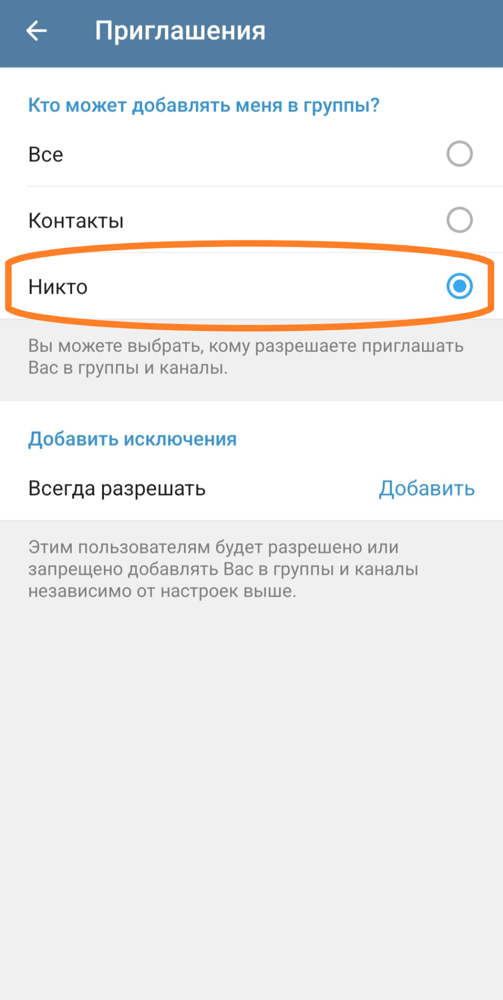 Приглашения
Кто может добавлять меня в группы?
Все
Контакты
Никто
Вы можете выбрать, кому разрешаете приглашать
Вас в группы и каналы.
Добавить исключения
Всегда разрешать Добавить
Этим пользователям будет разрешено или
запрещено добавлять Вас в группы и каналы
независимо от настроек выше.